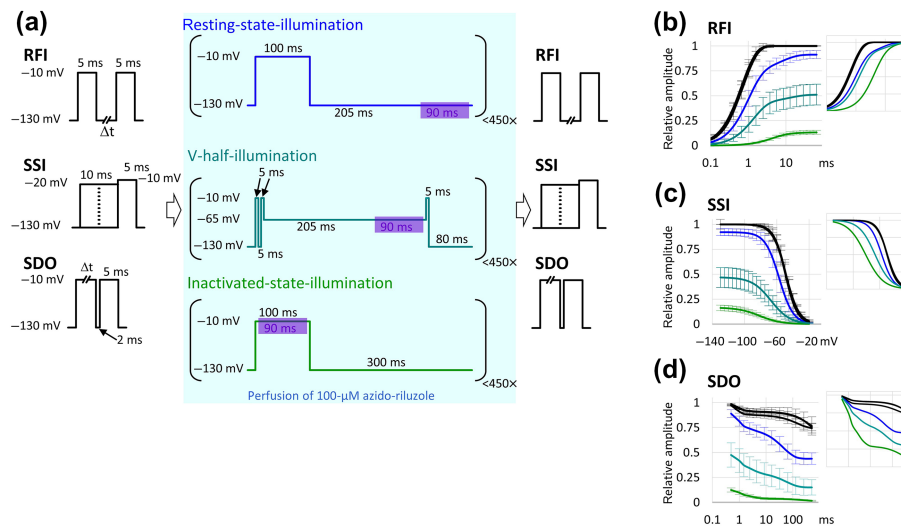 (a)
RFI
−10 mV
5 ms
5 ms
−130 mV
Δt
SSI
−20 mV
10 ms
5 ms
−10 mV
−130 mV
SDO
−10 mV
Δt
5 ms
−130 mV
2 ms
Resting-state-illumination
−10 mV
100 ms
−130 mV
205 ms
90 ms
<450×
V-half-illumination
−10 mV
5 ms
5 ms
−65 mV
205 ms
90 ms
−130 mV
5 ms
80 ms
<450×
Inactivated-state-illumination
100 ms
−10 mV
90 ms
−130 mV
300 ms
<450×
Perfusion of 100-μM azido-riluzole
RFI
SSI
SDO
(b)
RFI
Relative amplitude
1
0.75
0.5
0.25
0
0.1
1
10
ms
(c)
SSI
Relative amplitude
1
0.75
0.5
0.25
0
−140
−100
−60
−20 mV
(d)
SDO
Relative amplitude
1
0.75
0.5
0.25
0
0.1
1
10
100
ms